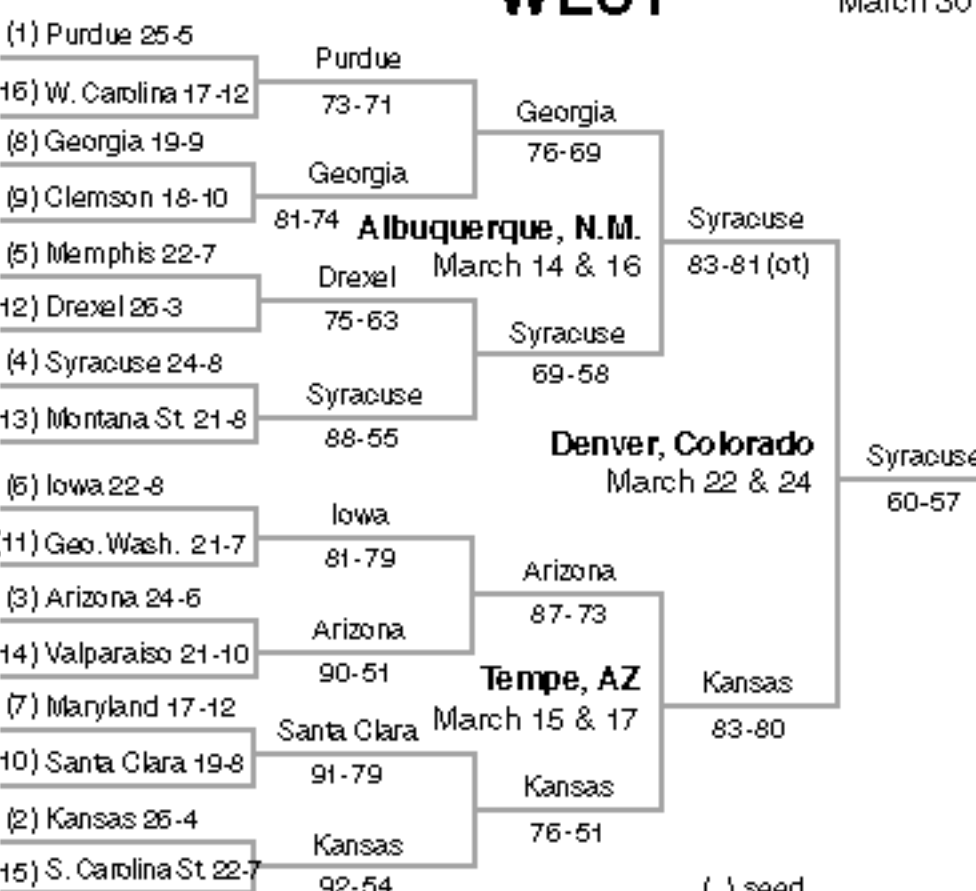 WEST
March 30
(1) Purdue 25-5
16) W. Carolina 17-12
(8) Georgia 19-9
(9) Clemson 18-10
(5) Memphis 22-7
12) Drexel 26-3
(4) Syracuse 24-8
13) Montana St. 21-8
(6) Iowa 22-8
11) Geo. Wash. 21-7
(3) Arizona 24-6
14) Valparaiso 21-10
(7) Maryland 17-12
10) Santa Clara 19-8
(2) Kansas 26-4
15) S. Carolina St. 22-7
Purdue
73-71
Georgia
81-74
Drexel
75-63
Syracuse
88-55
Iowa
81-79
Arizona
90-51
Santa Clara
91-79
Kansas
92-54
Georgia
76-69
Albuquerque, N.M.
March 14 & 16
Syracuse
69-58
Arizona
87-73
Tempe, AZ
March 15 & 17
Kansas
76-51
Syracuse
83-81 (ot)
Denver, Colorado
March 22 & 24
Kansas
83-80
Syracuse
60-57
( ) seed